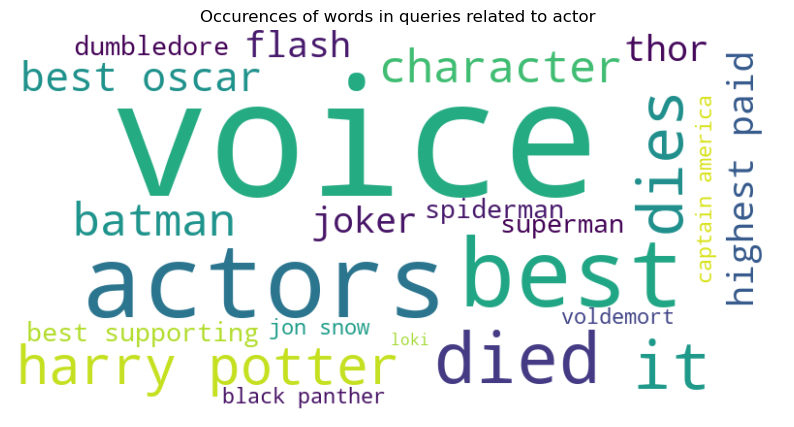 Occurences of words in queries related to actor
dumbledore
flash
thor
best oscar
character
voice
dies
captain america
highest paid
batman
joker
spiderman
superman
actors
best
voldemort
best supporting
jon snow
loki
harry potter
died
it
black panther